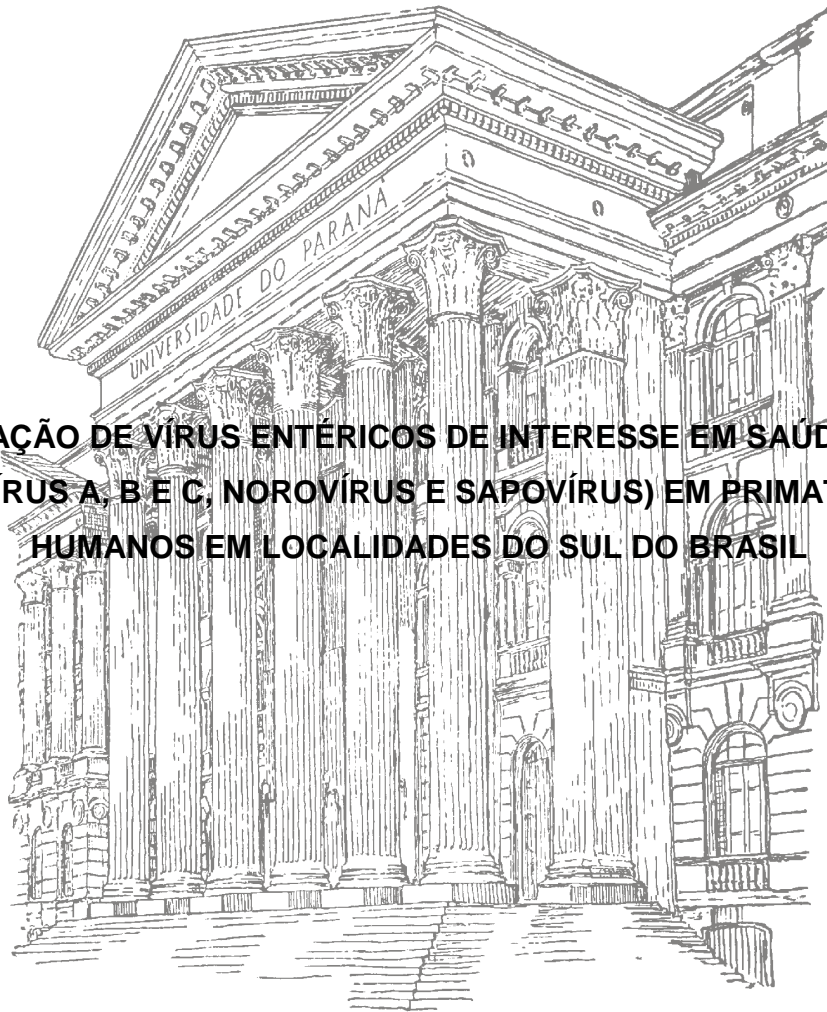 UNIVERSIDADE DO PARANÁ
AÇÃO DE VÍRUS ENTÉRICOS DE INTERESSE EM SAÚD
ÍRUS A, B E C, NOROVÍRUS E SAPOVÍRUS) EM PRIMAT
HUMANOS EM LOCALIDADES DO SUL DO BRASIL